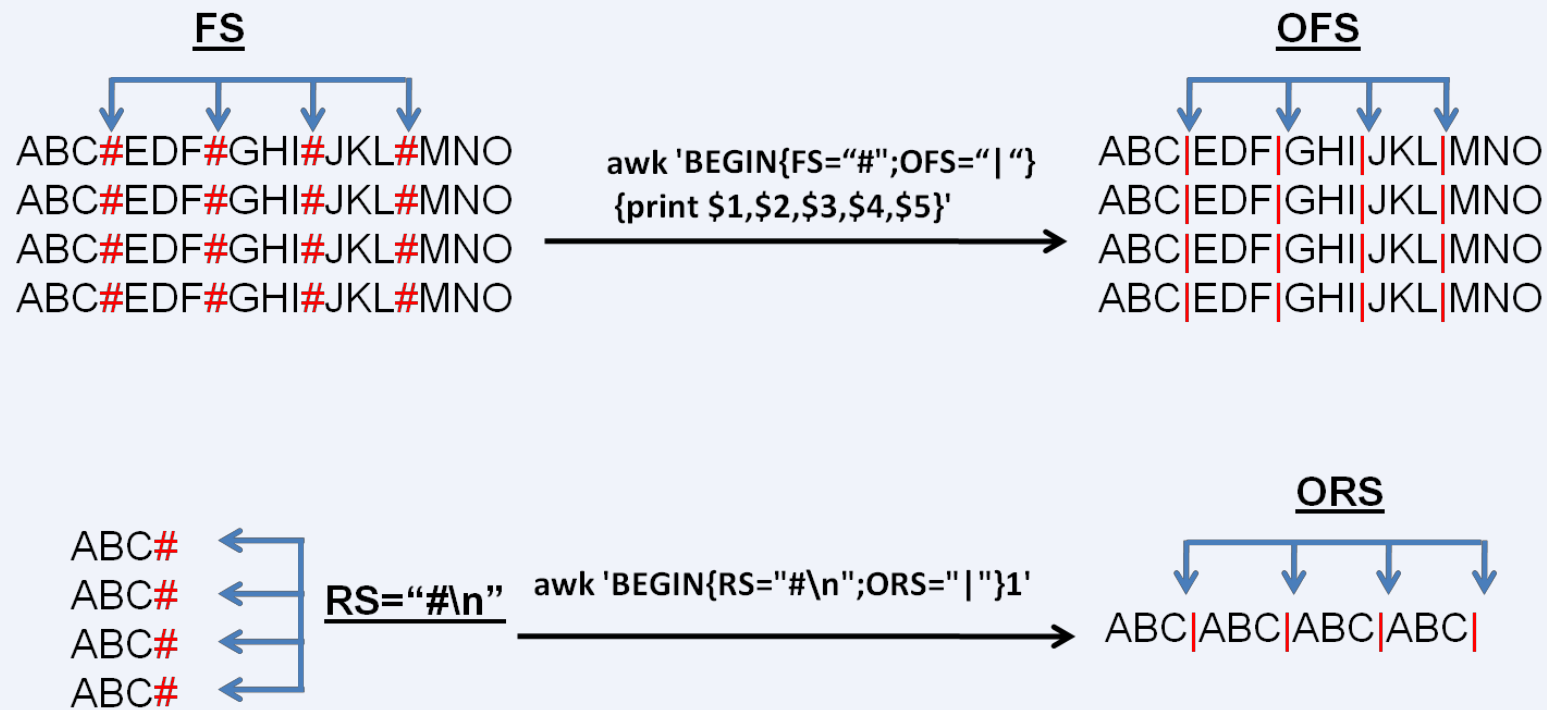 FS
OFS
ABC#EDF#GHI#JKL#MNO
ABC#EDF#GHI#JKL#MNO
ABC#EDF#GHI#JKL#MNO
ABC#EDF#GHI#JKL#MNO
awk 'BEGIN{FS=“#";OFS=“|“}
{print $1,$2,$3,$4,$5}'
ABC|EDF|GHI|JKL|MNO
ABC|EDF|GHI|JKL|MNO
ABC|EDF|GHI|JKL|MNO
ABC|EDF|GHI|JKL|MNO
ORS
ABC#
ABC#
ABC#
ABC#
RS=“#\n”
awk 'BEGIN{RS="#\n";ORS="|"}1'
ABC|ABC|ABC|ABC|